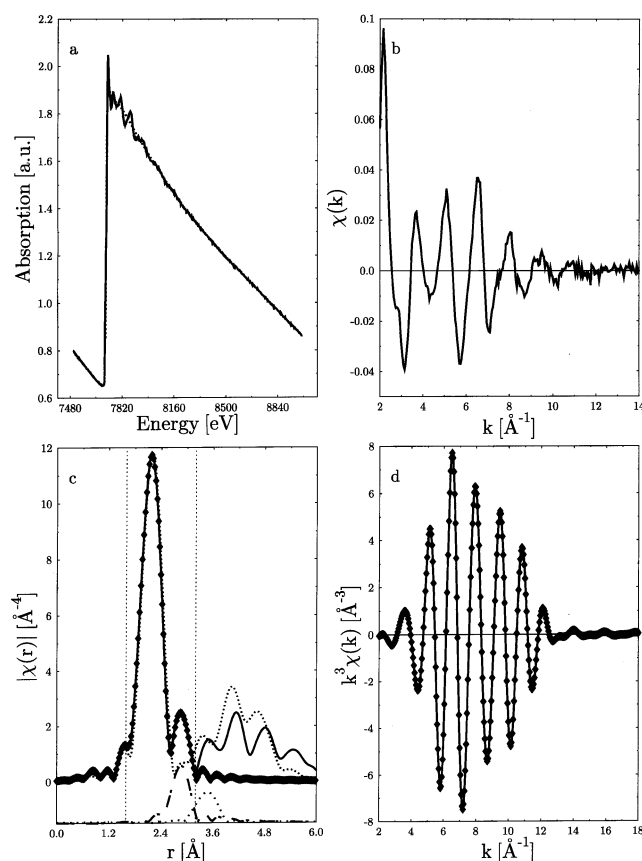 a
2.2
2.0
1.8
1.6
1.4
1.2
1.0
0.8
0.6
Absorption [a.u.]
7480 7820 8160 8500 8840
Energy [eV]
b
0.1
0.08
0.06
0.04
0.02
0.0
-0.02
-0.04
χ(k)
2 4 6 8 10 12 14
k [Å⁻¹]
c
12
10
8
6
4
2
0
|χ(r)| [Å⁻⁴]
0.0 1.2 2.4 3.6 4.8 6.0
r [Å]
d
8
6
4
2
0
-2
-4
-6
-8
k³χ(k) [Å⁻³]
2 4 6 8 10 12 14 16 18
k [Å⁻¹]